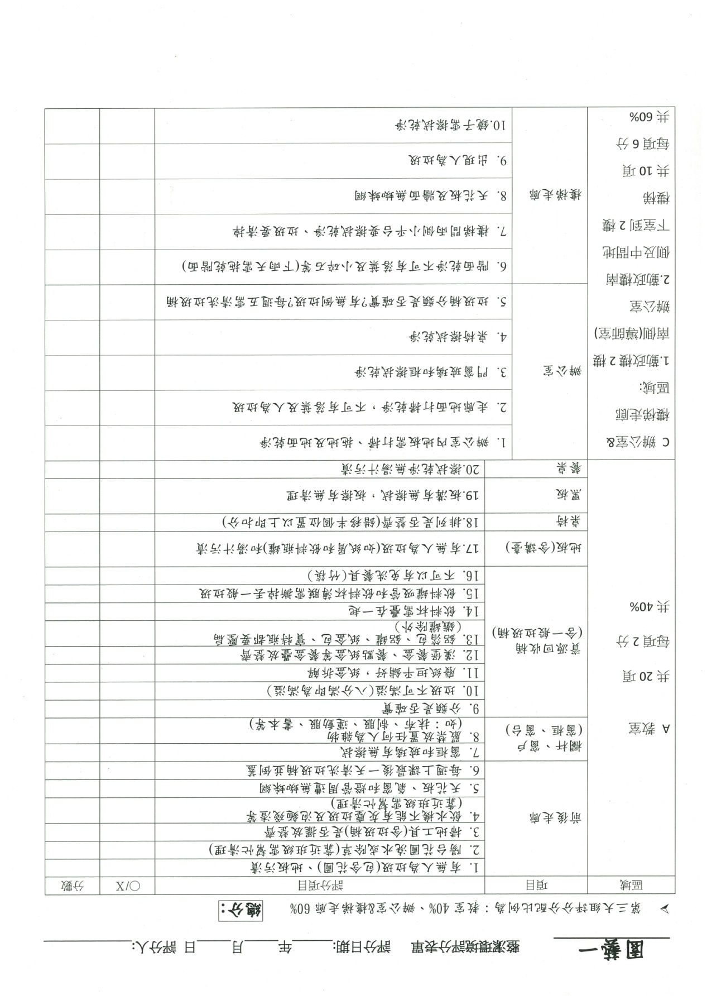 園藝一 整潔環境評分表單 評分日期:____年____月____日 評分人:__________
➢ 第三大組評分分配比例為：教室 40%、辦公室&樓梯走廊 60% 總分：
區域 項目 評分項目 ○/X 分數
A 教室
共 20 項
每項 2 分
共 40%
前後走廊
1. 有無人為垃圾(包含花圃)、地板污漬
2. 陽台花圃澆水或除草(靠近班級需幫忙清理)
3. 掃地工具(含垃圾桶)是否擺放整齊
4. 飲水機不能有灰塵垃圾及泡麵殘渣等
(靠近班級需幫忙清理)
5. 天花板、氣窗和燈管周遭無蜘蛛網
6. 每週上課最後一天清洗垃圾桶並倒蓋
欄杆、窗戶
(窗框、窗台)
7. 窗框和玻璃有無擦拭
8. 嚴禁放置任何人為雜物
(如：抹布、制服、運動服、書本等)
資源回收桶
(含一般垃圾桶)
9. 分類是否確實
10. 垃圾不可滿溢(八分滿即為滿溢)
11. 廢紙坦平鋪好，紙盒拆解
12. 漢堡餐盒、餐點紙盒等餐盒疊放整齊
13. 鋁箔包、鋁罐、紙盒包、寶特瓶都要壓扁
(鐵罐除外)
14. 飲料杯需疊在一起
15. 飲料罐吸管和飲料杯薄膜需撕掉丟一般垃圾
16. 不可以有免洗餐具(竹筷)
地板(含講臺)
17.有無人為垃圾(如紙屑和飲料瓶罐)和湯汁污漬
桌椅
18.排列是否整齊(錯移半個位置以上即扣分)
黑板
19.板溝有無擦拭，板擦有無清理
餐桌
20.擦拭乾淨無湯汁污漬
C 辦公室&
樓梯走廊
區域:
1.勤政樓 2 樓
南側(導師室)
辦公室
2.勤政樓南
側及中間地
下室到 2 樓
樓梯
共 10 項
每項 6 分
共 60%
辦公室
1. 辦公室內地板需打掃、拖地及地面乾淨
2. 走廊地面打掃乾淨，不可有落葉及人為垃圾
3. 門窗玻璃和框擦拭乾淨
4. 桌椅擦拭乾淨
5. 垃圾桶分類是否確實?有無倒垃圾?每週五需清洗垃圾桶
樓梯走廊
6. 階面乾淨不可有落葉及小碎石等(下雨天需拖乾階面)
7. 樓梯間兩側小平台要擦拭乾淨、垃圾要清掉
8. 天花板及牆面無蜘蛛網
9. 出現人為垃圾
10.鏡子需擦拭乾淨